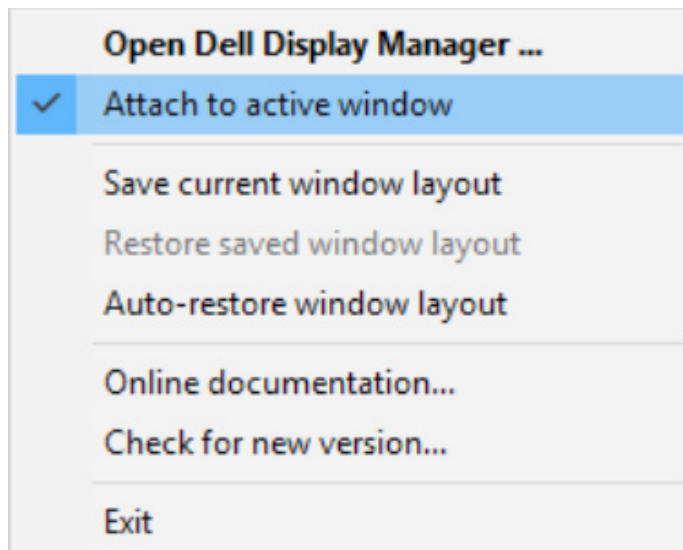 Open Dell Display Manager ...
Attach to active window
Save current window layout
Restore saved window layout
Auto-restore window layout
Online documentation...
Check for new version...
Exit